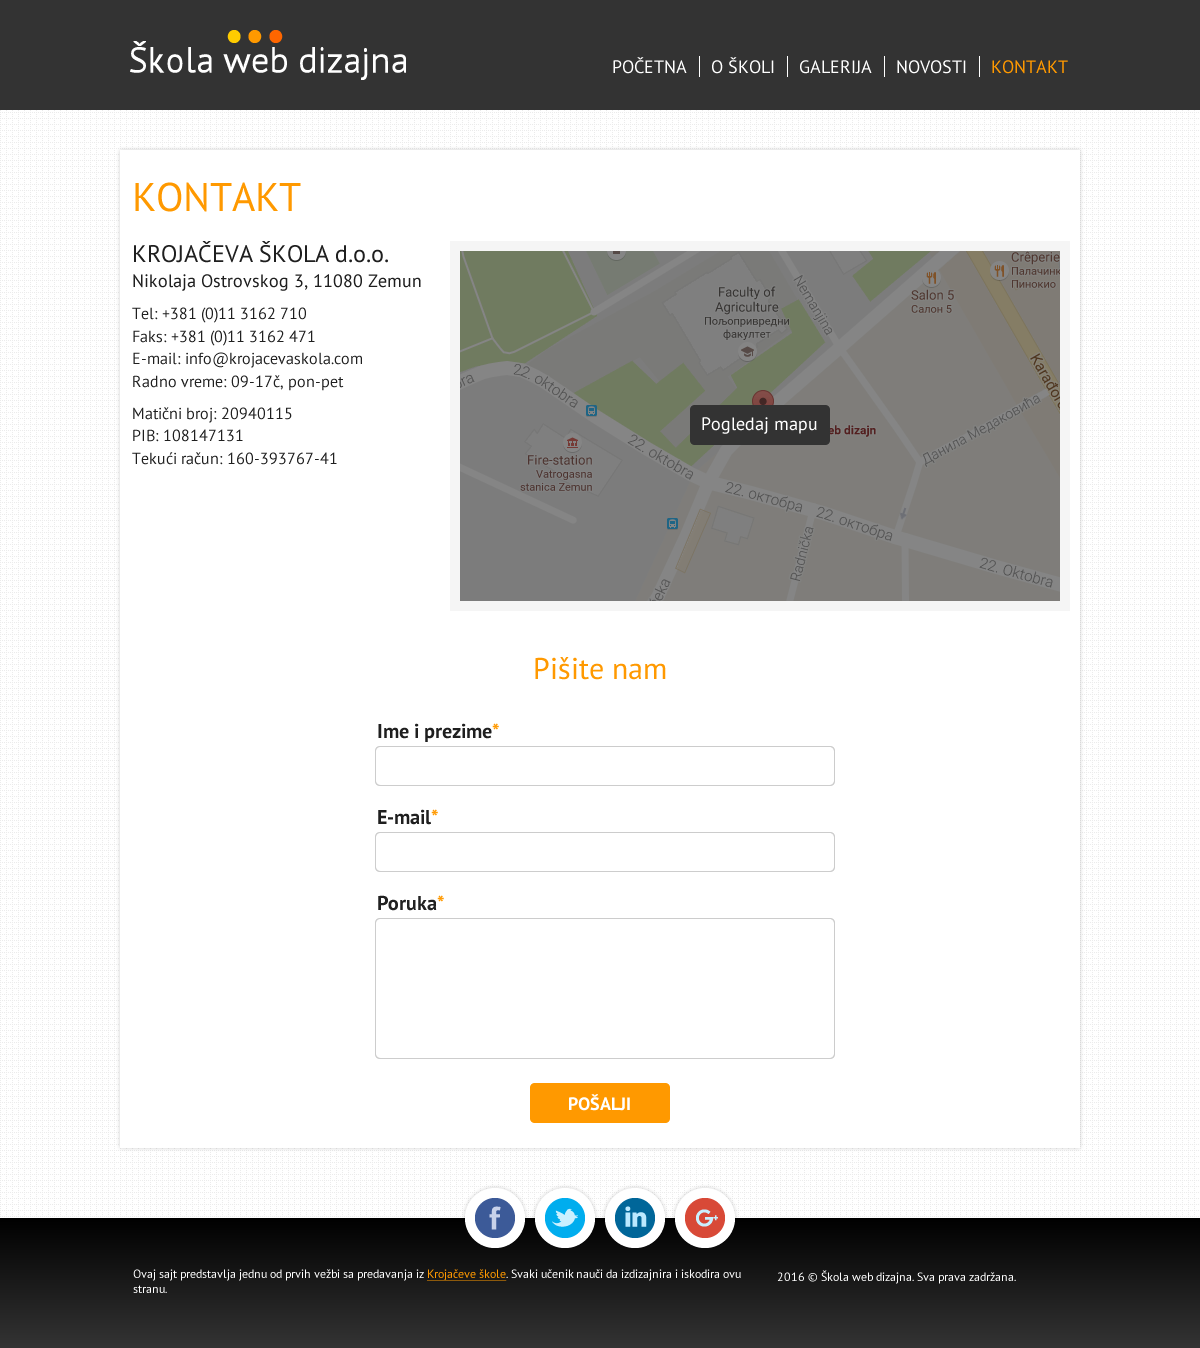 Škola web dizajna
POČETNA
O ŠKOLI
GALERIJA
NOVOSTI
KONTAKT
KONTAKT
KROJAČEVA ŠKOLA d.o.o.
Nikolaja Ostrovskog 3, 11080 Zemun
Tel: +381 (0)11 3162 710
Faks: +381 (0)11 3162 471
E-mail: info@krojacevaskola.com
Radno vreme: 09-17č, pon-pet
Matični broj: 20940115
PIB: 108147131
Tekući račun: 160-393767-41
Crêperie
Палачинк
Пинокио
Nemanjina
Faculty of
Agriculture
Пољопривредни
факултет
Salon 5
Салон 5
Karađorđ
22. oktobra
Pogledaj mapu
eb dizajn
Данила Медаковића
22. oktobra
Fire-station
Vatrogasna
stanica Zemun
22. октобра
22. октобра
Radnička
22. Oktobra
Pišite nam
Ime i prezime*
E-mail*
Poruka*
POŠALJI
f
in
G+
Ovaj sajt predstavlja jednu od prvih vežbi sa predavanja iz Krojačeve škole. Svaki učenik nauči da izdizajnira i iskodira ovu
stranu.
2016 © Škola web dizajna. Sva prava zadržana.